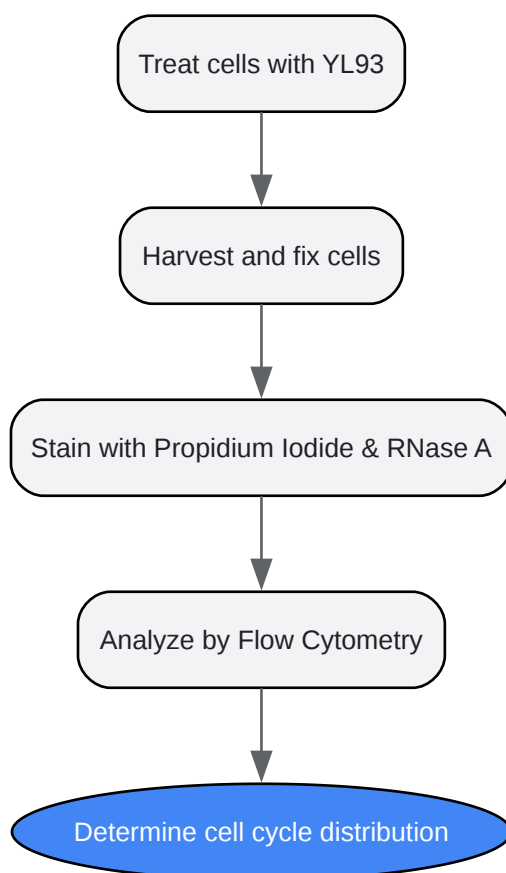 Treat cells with YL93
Harvest and fix cells
Stain with Propidium Iodide & RNase A
Analyze by Flow Cytometry
Determine cell cycle distribution